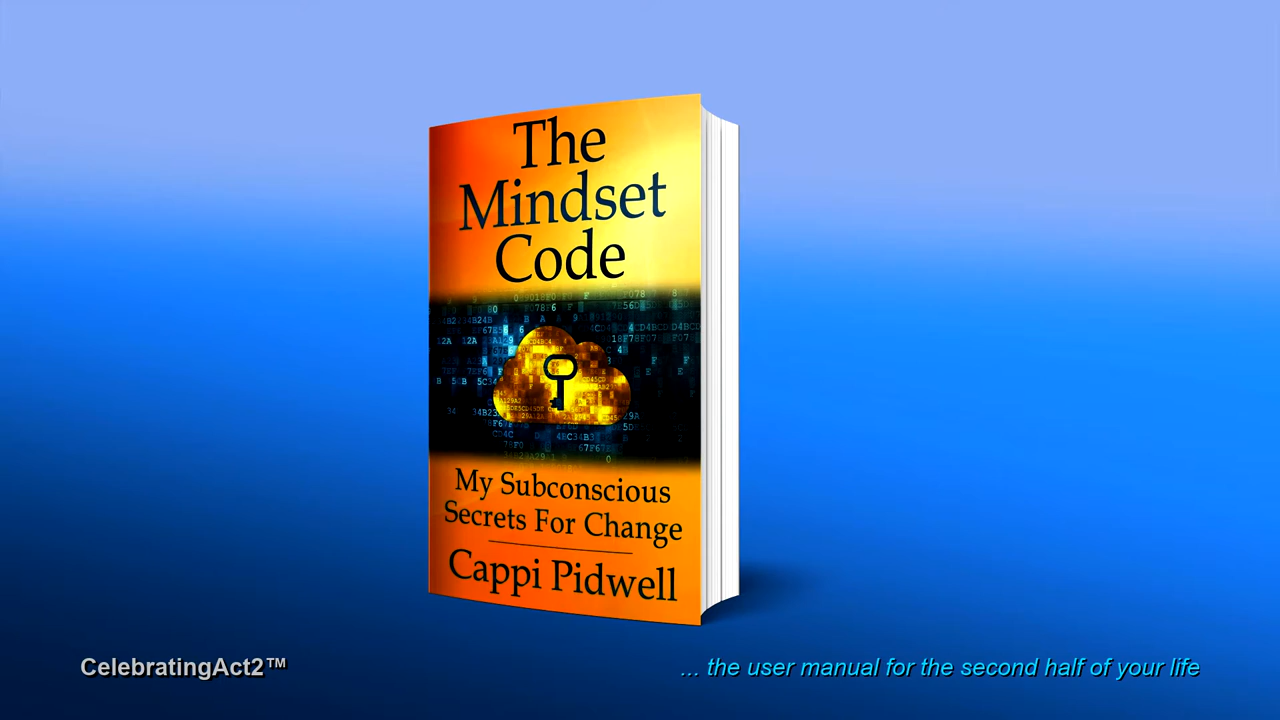 The
Mindset
Code
My Subconscious
Secrets For Change
Cappi Pidwell
CelebratingAct2™
... the user manual for the second half of your life